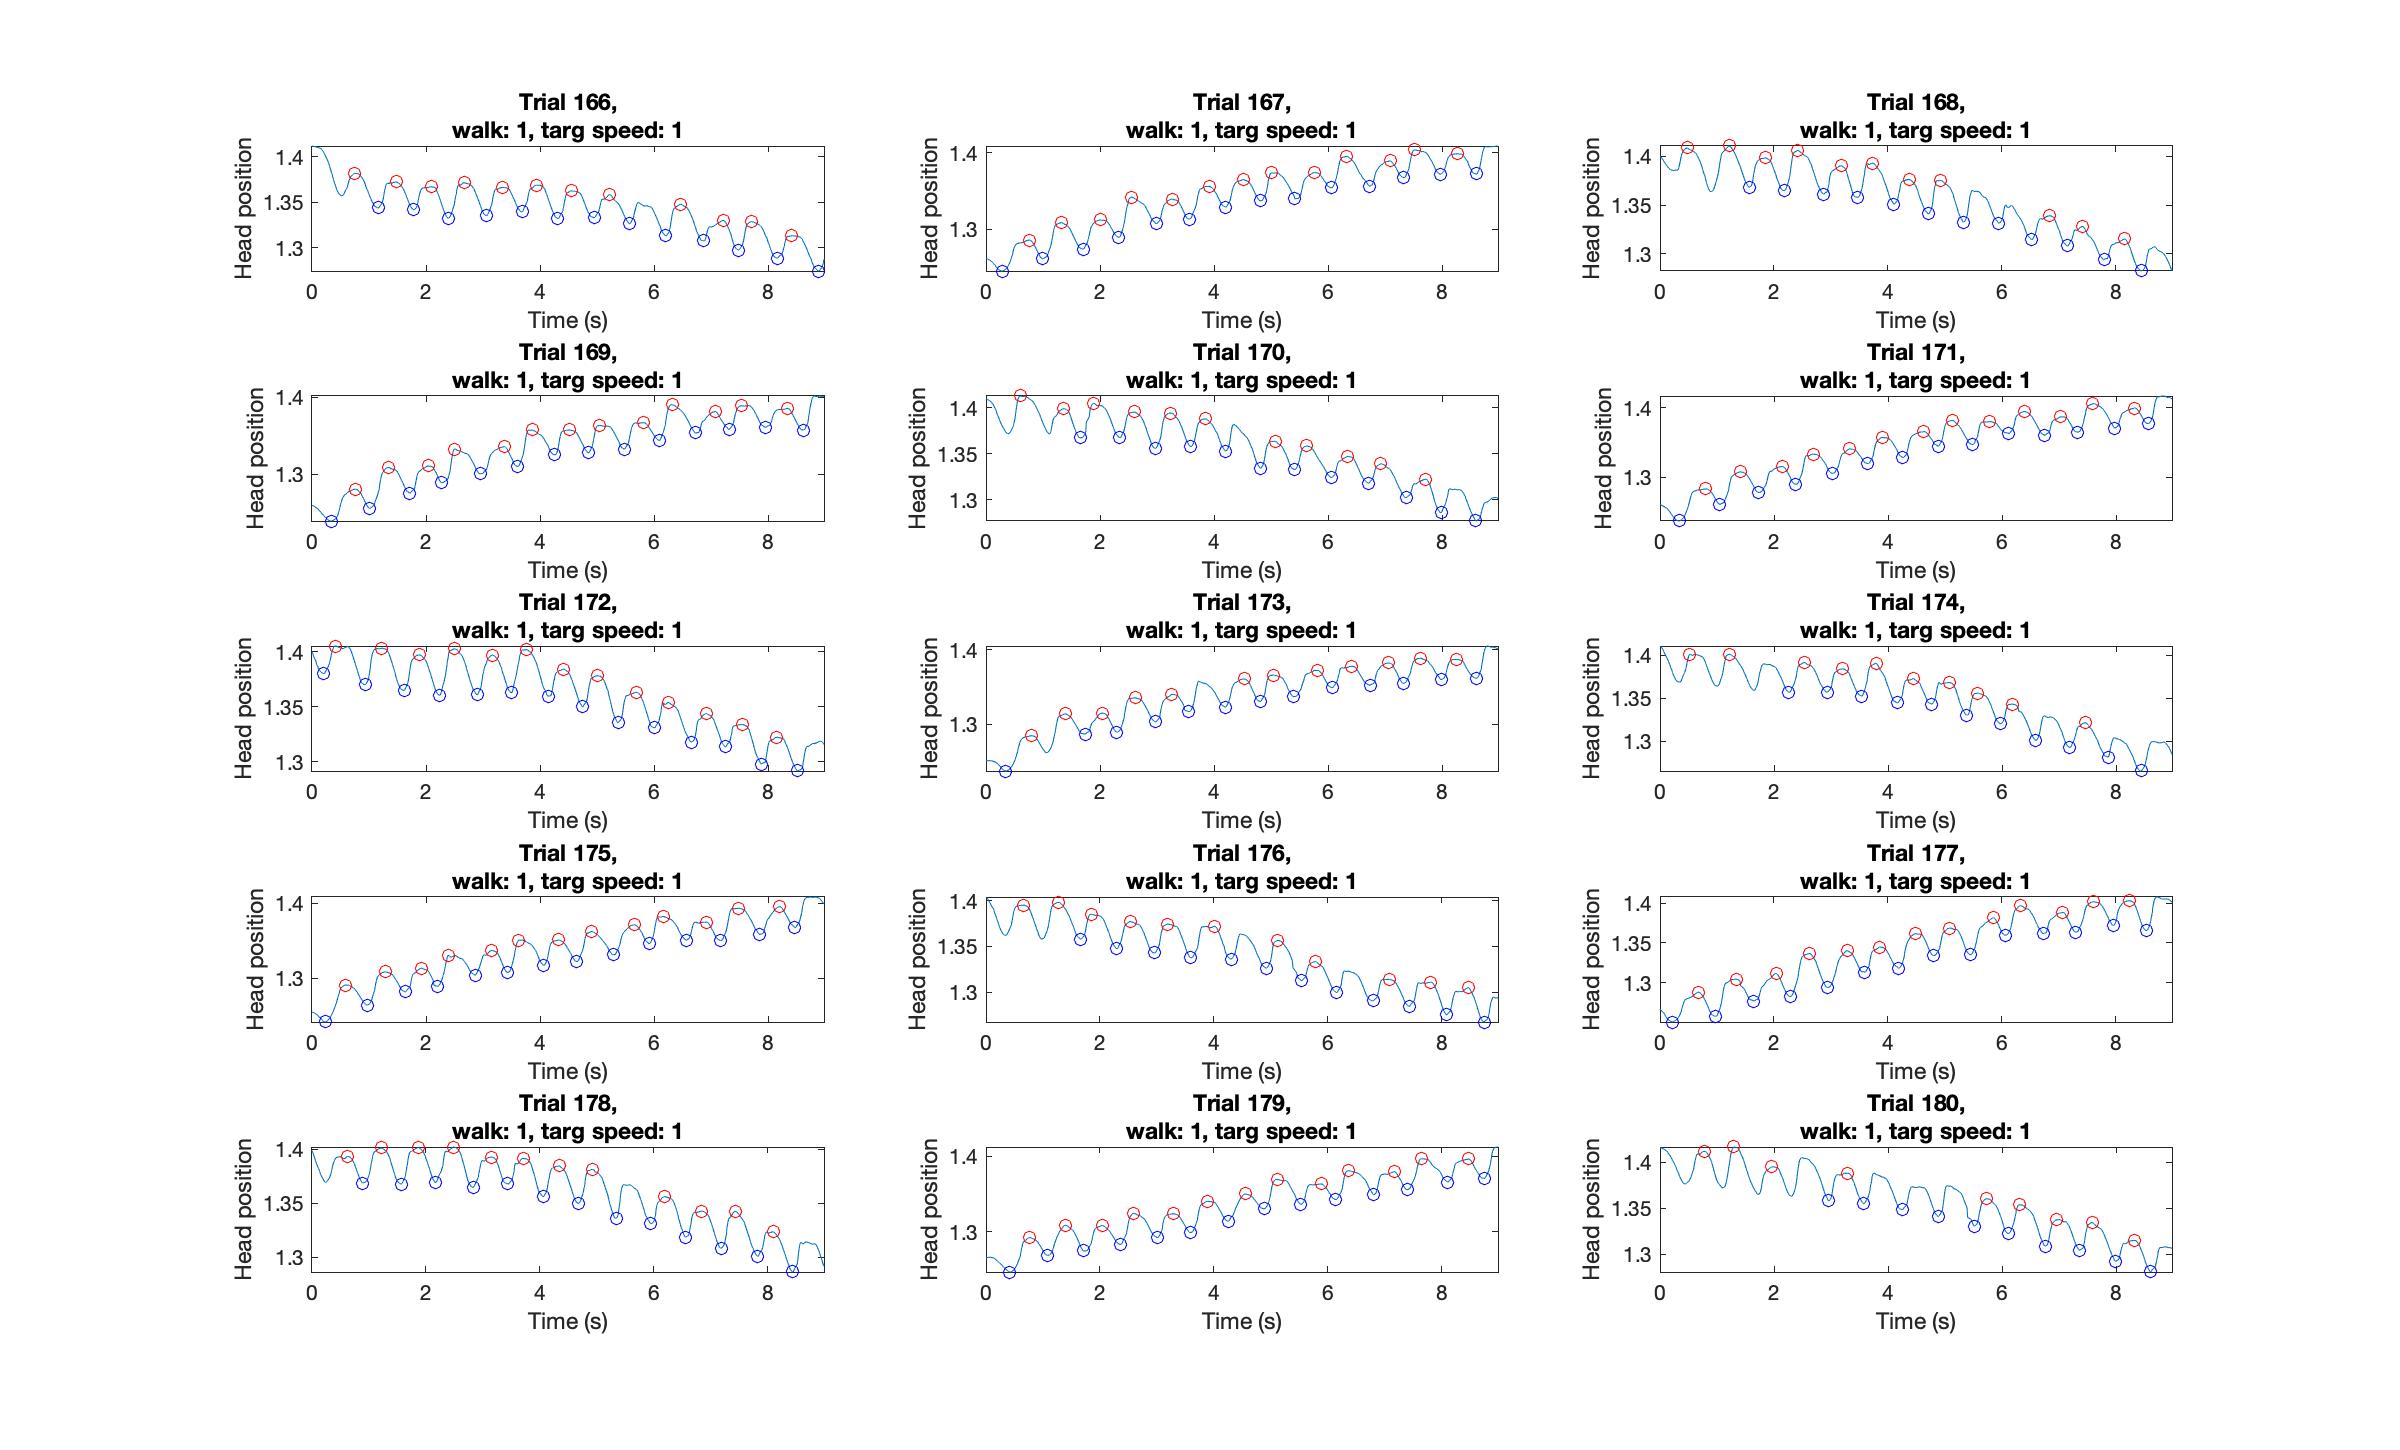 Trial 166,
walk: 1, targ speed: 1
Head position
1.4
1.35
1.3
0 2 4 6 8
Time (s)
Trial 167,
walk: 1, targ speed: 1
Head position
1.4
1.3
0 2 4 6 8
Time (s)
Trial 168,
walk: 1, targ speed: 1
Head position
1.4
1.35
1.3
0 2 4 6 8
Time (s)
Trial 169,
walk: 1, targ speed: 1
Head position
1.4
1.3
0 2 4 6 8
Time (s)
Trial 170,
walk: 1, targ speed: 1
Head position
1.4
1.35
1.3
0 2 4 6 8
Time (s)
Trial 171,
walk: 1, targ speed: 1
Head position
1.4
1.3
0 2 4 6 8
Time (s)
Trial 172,
walk: 1, targ speed: 1
Head position
1.4
1.35
1.3
0 2 4 6 8
Time (s)
Trial 173,
walk: 1, targ speed: 1
Head position
1.4
1.3
0 2 4 6 8
Time (s)
Trial 174,
walk: 1, targ speed: 1
Head position
1.4
1.35
1.3
0 2 4 6 8
Time (s)
Trial 175,
walk: 1, targ speed: 1
Head position
1.4
1.3
0 2 4 6 8
Time (s)
Trial 176,
walk: 1, targ speed: 1
Head position
1.4
1.35
1.3
0 2 4 6 8
Time (s)
Trial 177,
walk: 1, targ speed: 1
Head position
1.4
1.35
1.3
0 2 4 6 8
Time (s)
Trial 178,
walk: 1, targ speed: 1
Head position
1.4
1.35
1.3
0 2 4 6 8
Time (s)
Trial 179,
walk: 1, targ speed: 1
Head position
1.4
1.3
0 2 4 6 8
Time (s)
Trial 180,
walk: 1, targ speed: 1
Head position
1.4
1.35
1.3
0 2 4 6 8
Time (s)